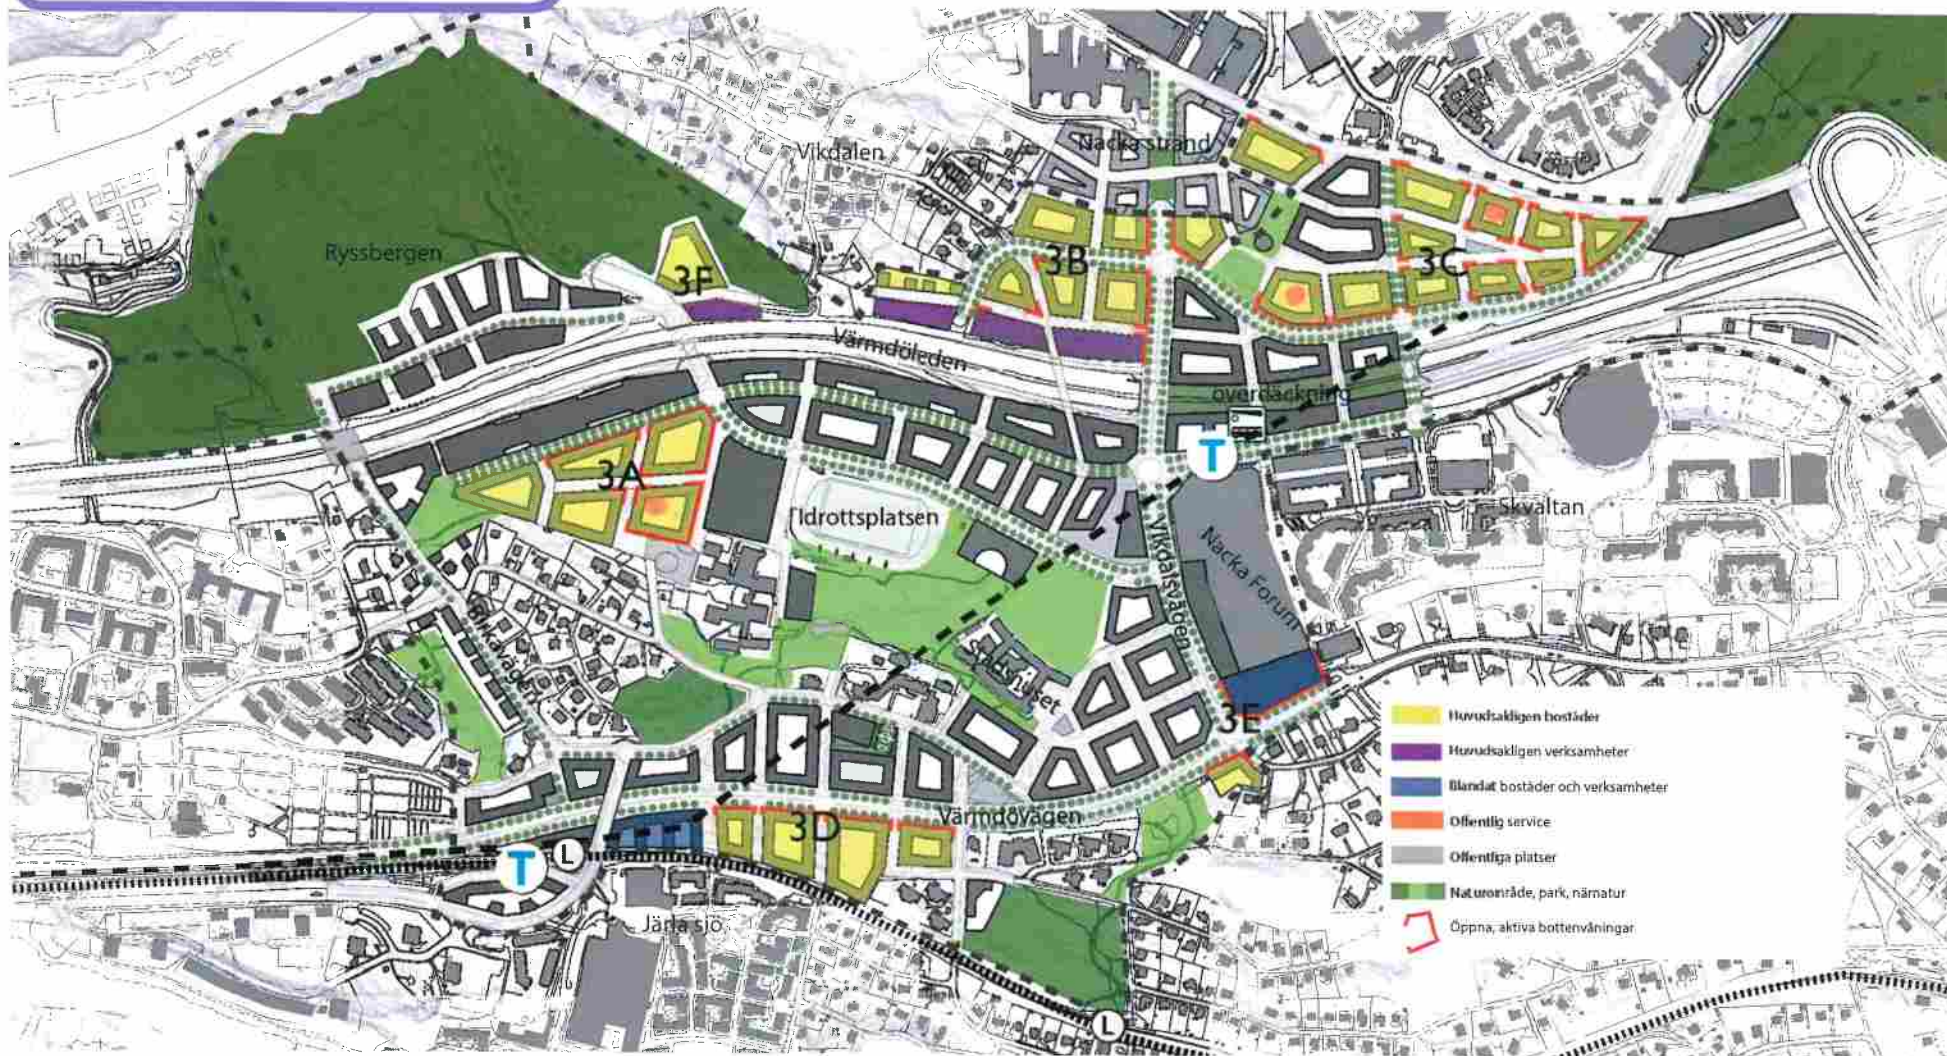 Nacka strand
Vikdalen
Ryssbergen
3B
3C
3F
Värmdöleden
överdäckning
T
3A
Idrottsplatsen
Skvaltan
Nacka Forum
Vikdalsvägen
3E
Värmdövägen
3D
T
L
Järla sjö
L
Huvudsakligen bostäder
Huvudsakligen verksamheter
Blandat bostäder och verksamheter
Offentlig service
Offentliga platser
Naturområde, park, närnatur
Öppna, aktiva bottenvåningar